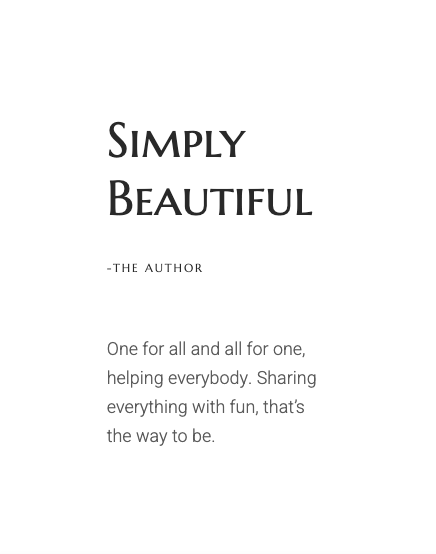 Simply
Beautiful
-THE AUTHOR
One for all and all for one,
helping everybody. Sharing
everything with fun, that's
the way to be.